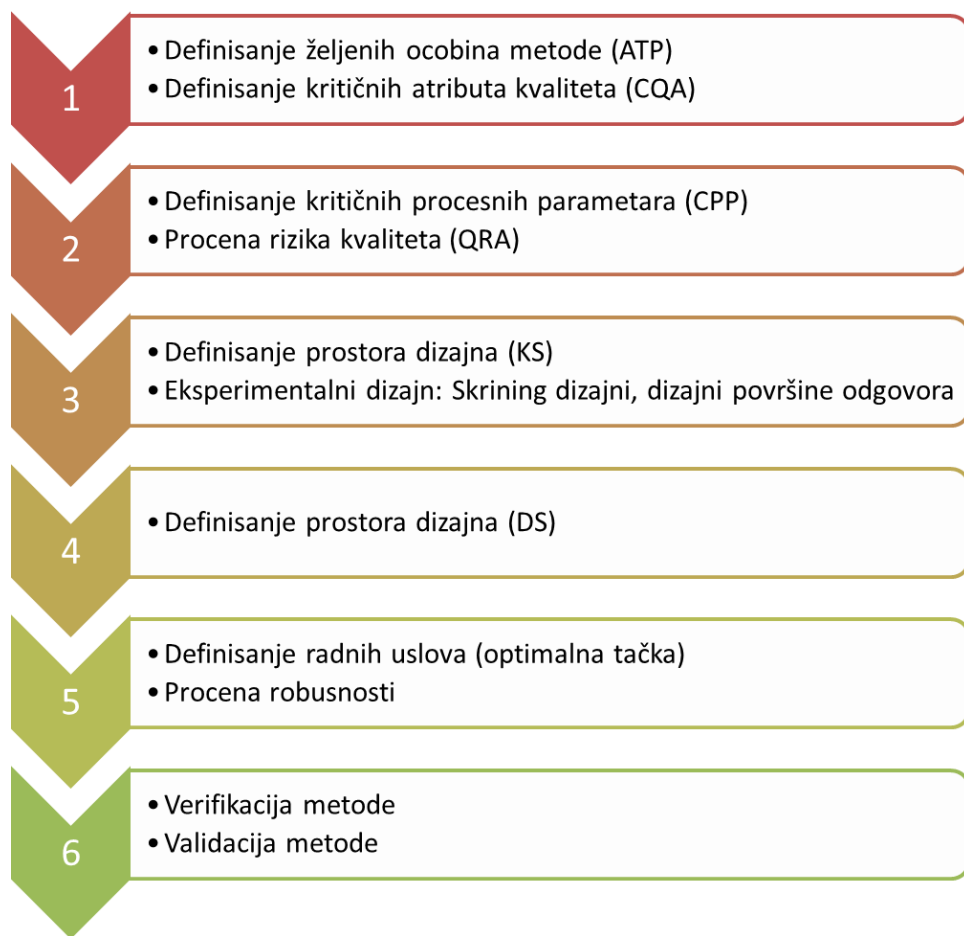 1
• Definisanje željenih ocobina metode (ATP)
• Definisanje kritičnih atributa kvaliteta (CQA)
2
• Definisanje kritičnih procesnih parametara (CPP)
• Procena rizika kvaliteta (QRA)
3
• Definisanje prostora dizajna (KS)
• Eksperimentalni dizajn: Skrining dizajni, dizajni površine odgovora
4
• Definisanje prostora dizajna (DS)
5
• Definisanje radnih uslova (optimalna tačka)
• Procena robusnosti
6
• Verifikacija metode
• Validacija metode